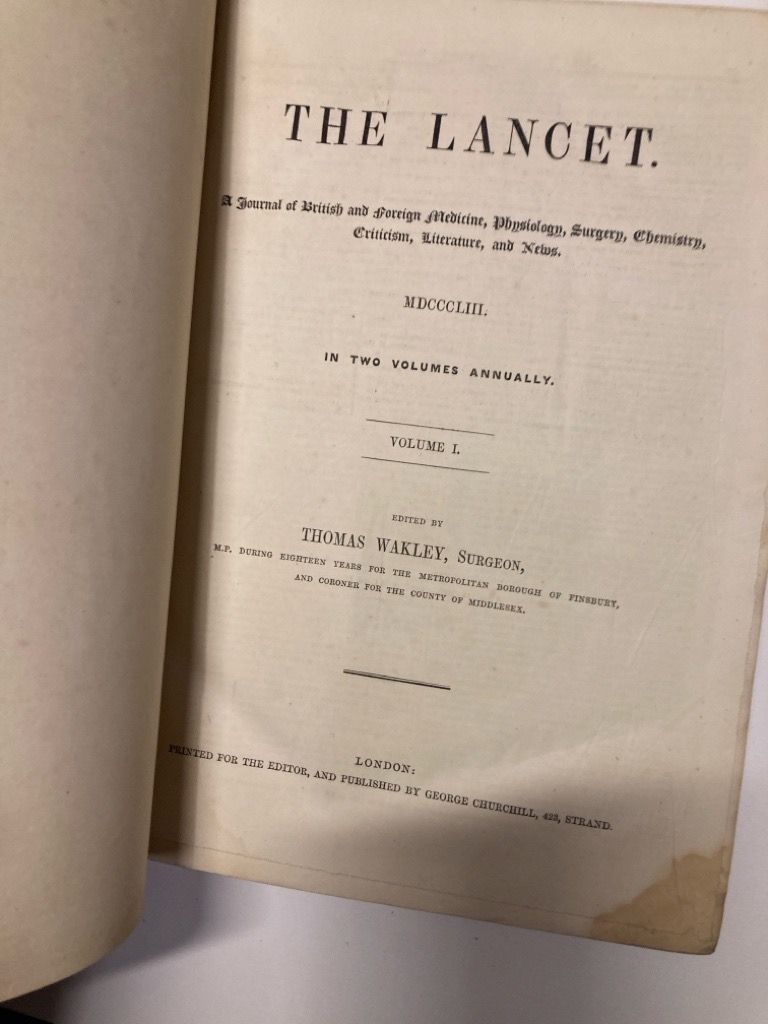 THE LANCET.
A Journal of British and Foreign Medicine, Physiology, Surgery, Chemistry,
Criticism, Literature, and News.
MDCCCLIII.
IN TWO VOLUMES ANNUALLY.
VOLUME I.
EDITED BY
THOMAS WAKLEY, SURGEON,
M.P. DURING EIGHTEEN YEARS FOR THE METROPOLITAN BOROUGH OF FINSBURY,
AND CORONER FOR THE COUNTY OF MIDDLESEX.
LONDON:
PRINTED FOR THE EDITOR, AND PUBLISHED BY GEORGE CHURCHILL, 423, STRAND.